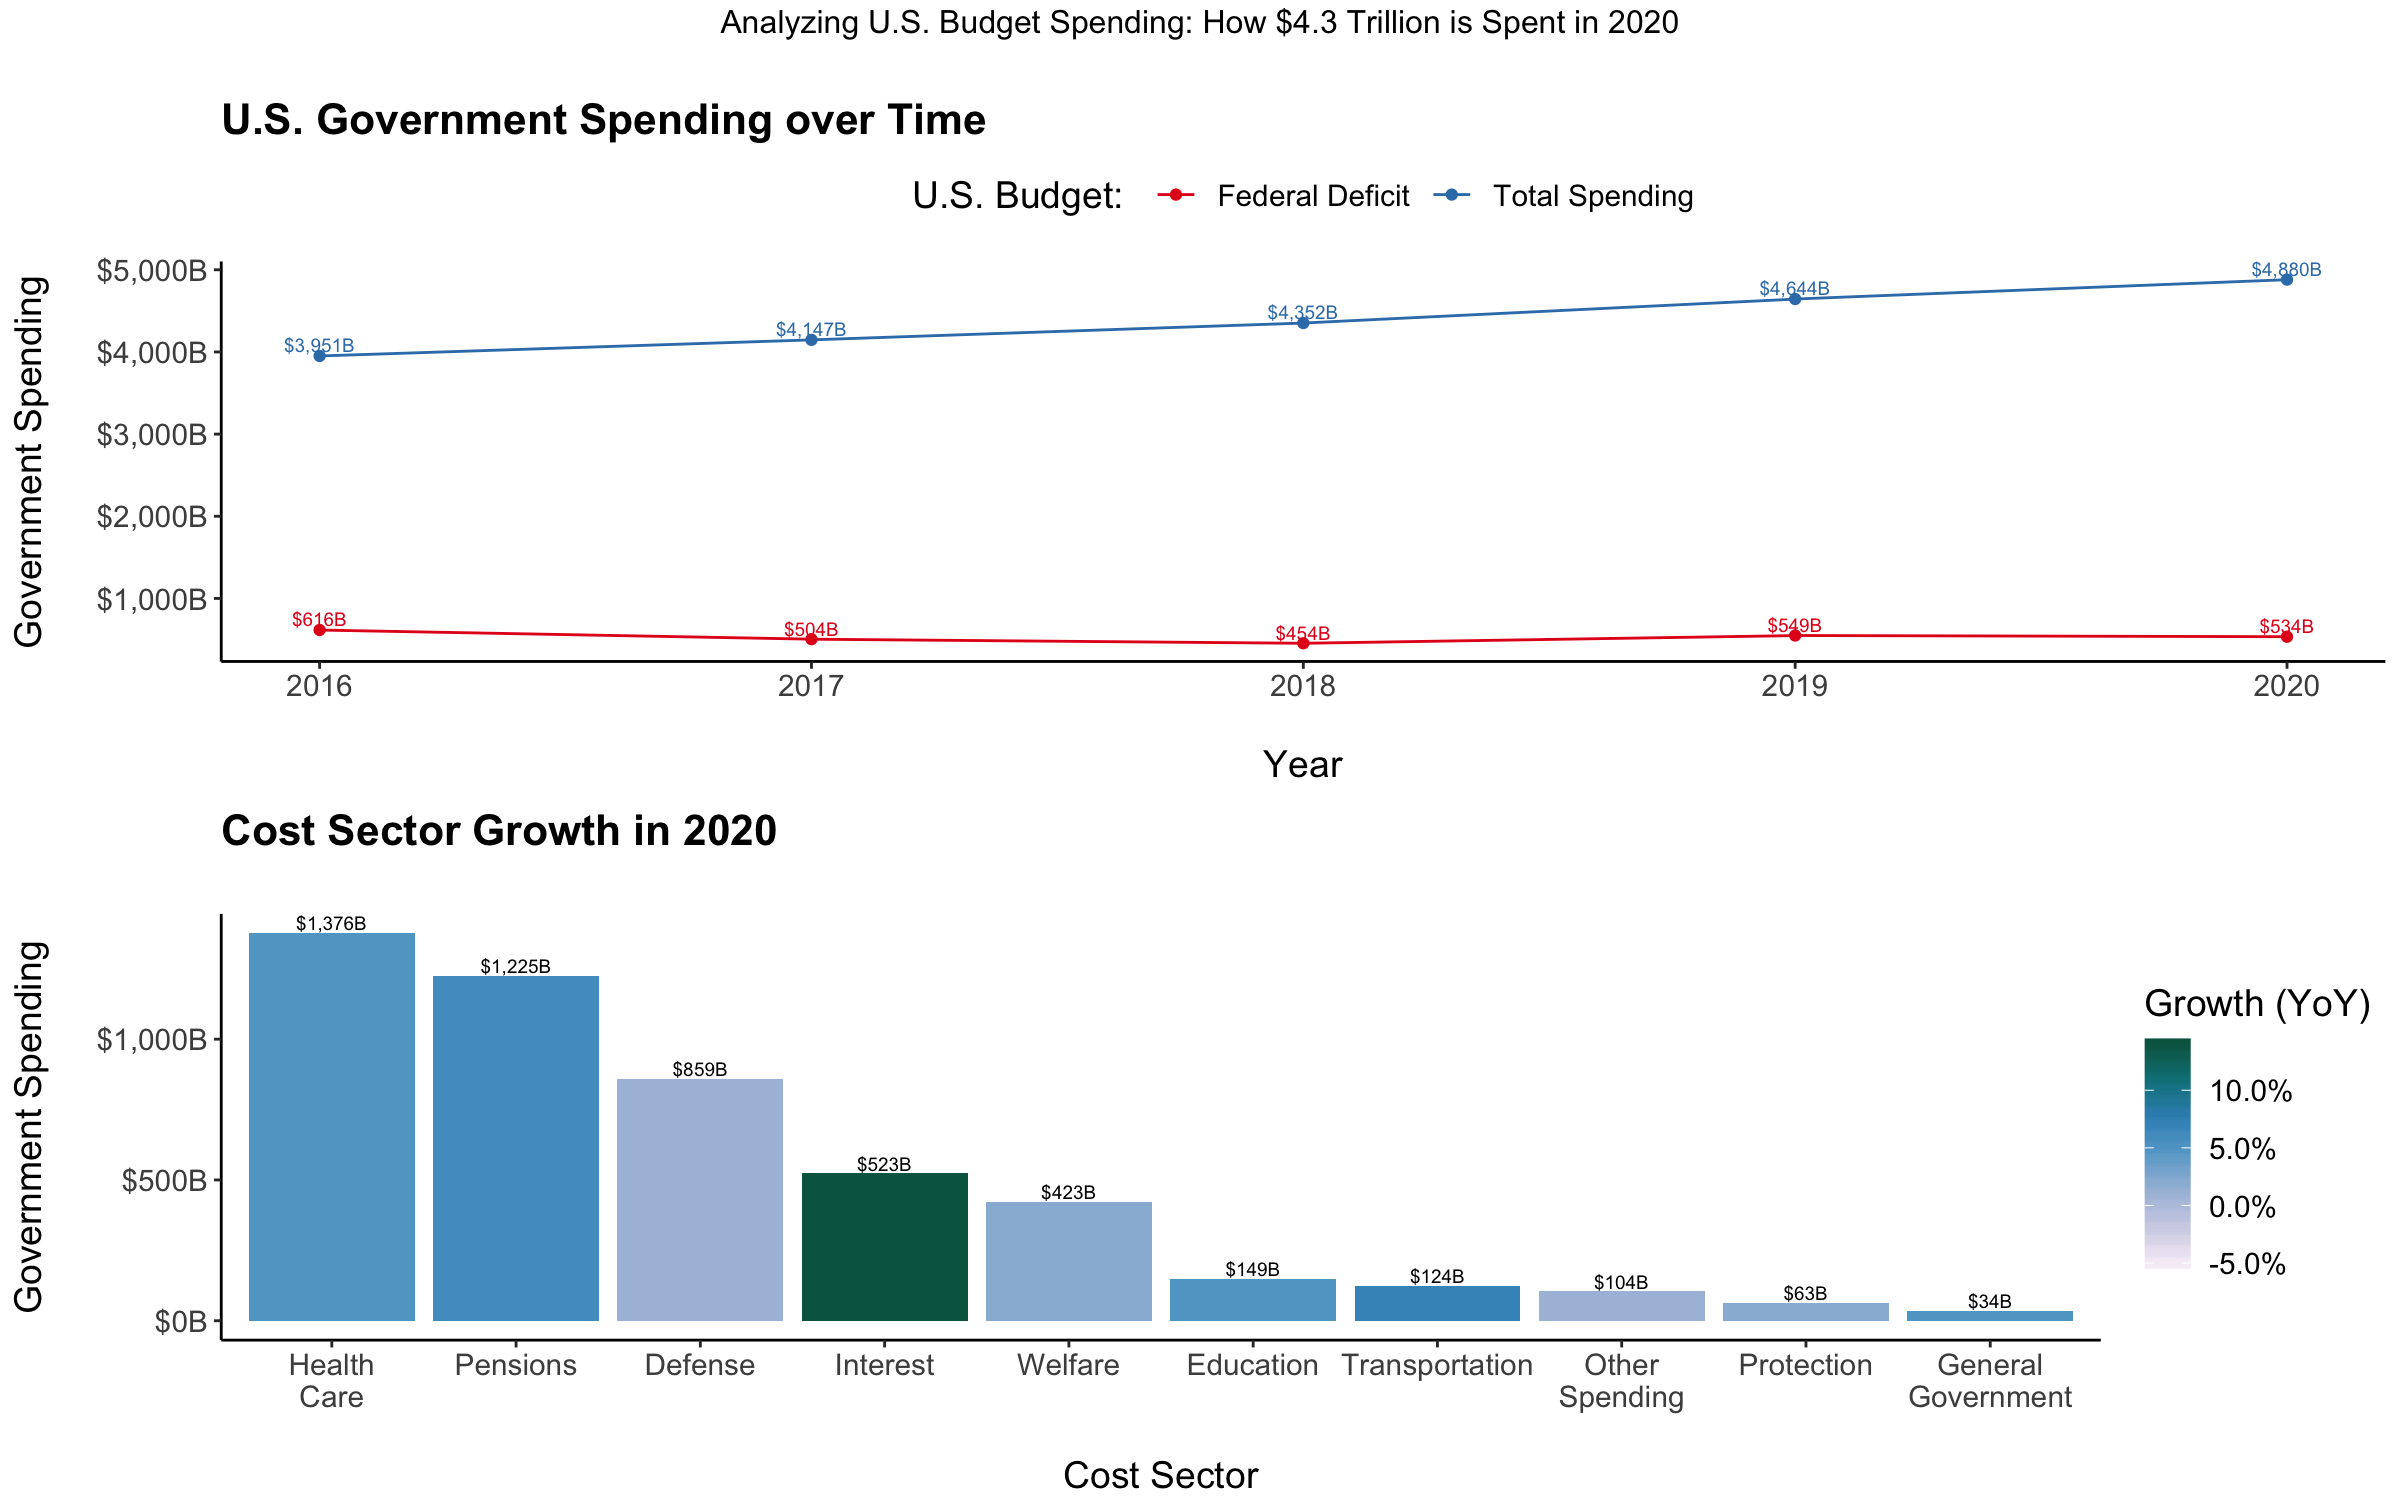 Analyzing U.S. Budget Spending: How $4.3 Trillion is Spent in 2020
U.S. Government Spending over Time
U.S. Budget: Federal Deficit Total Spending
Government Spending
$5,000B
$4,000B
$3,000B
$2,000B
$1,000B
$3,951B
$4,147B
$4,352B
$4,644B
$4,880B
$616B
$504B
$454B
$549B
$534B
2016 2017 2018 2019 2020
Year
Cost Sector Growth in 2020
Government Spending
$1,000B
$500B
$0B
$1,376B
$1,225B
$859B
$523B
$423B
$149B
$124B
$104B
$63B
$34B
Health
Care
Pensions
Defense
Interest
Welfare
Education
Transportation
Other
Spending
Protection
General
Government
Cost Sector
Growth (YoY)
10.0%
5.0%
0.0%
-5.0%